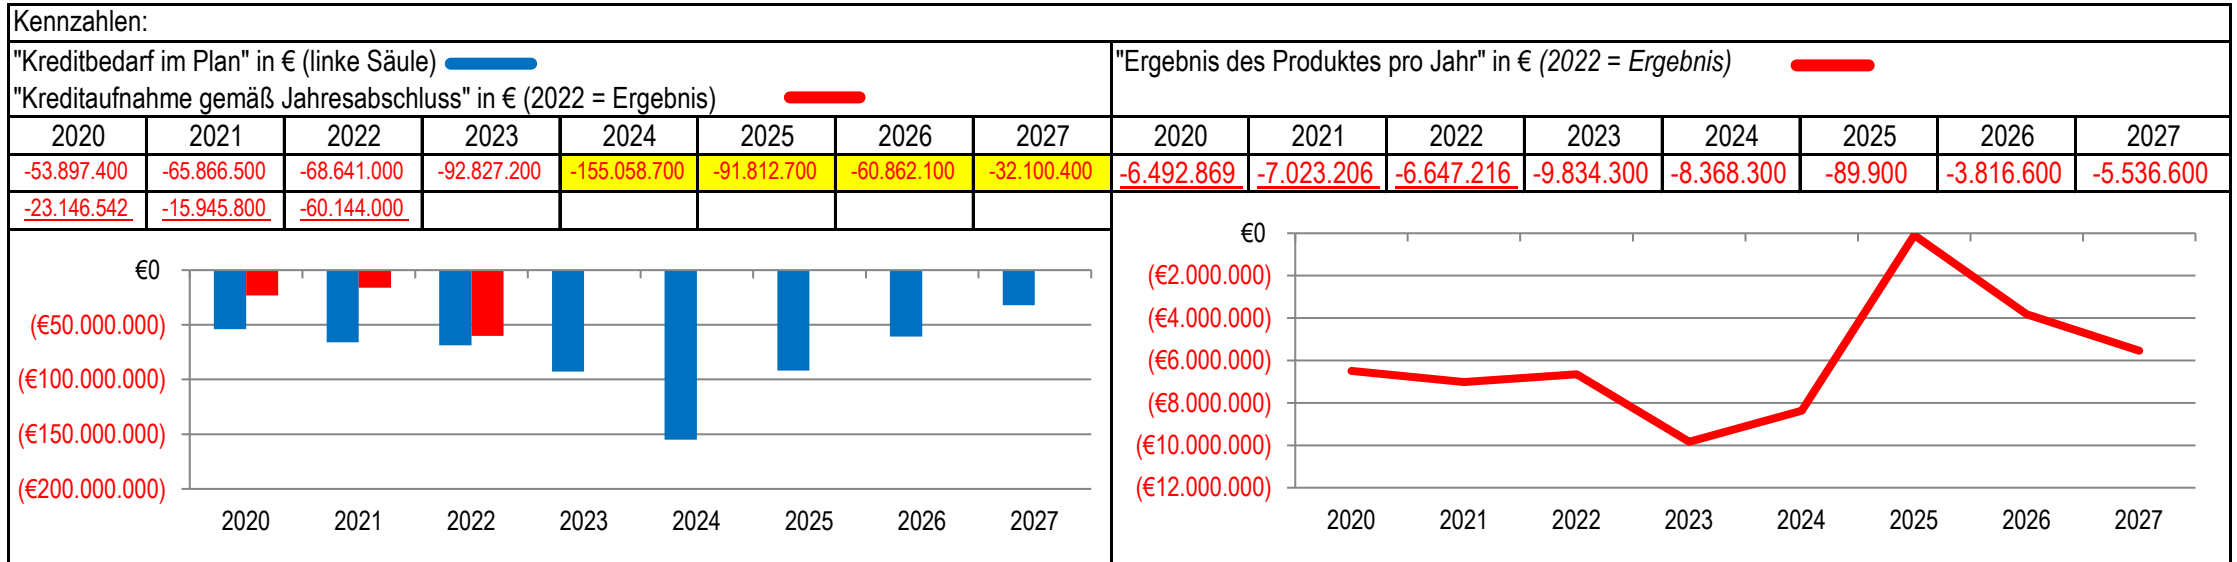 Kennzahlen:
"Kreditbedarf im Plan" in € (linke Säule)
"Kreditaufnahme gemäß Jahresabschluss" in € (2022 = Ergebnis)
2020 2021 2022 2023 2024 2025 2026 2027
-53.897.400 -65.866.500 -68.641.000 -92.827.200 -155.058.700 -91.812.700 -60.862.100 -32.100.400
-23.146.542 -15.945.800 -60.144.000
€0
(€50.000.000)
(€100.000.000)
(€150.000.000)
(€200.000.000)
2020 2021 2022 2023 2024 2025 2026 2027
"Ergebnis des Produktes pro Jahr" in € (2022 = Ergebnis)
2020 2021 2022 2023 2024 2025 2026 2027
-6.492.869 -7.023.206 -6.647.216 -9.834.300 -8.368.300 -89.900 -3.816.600 -5.536.600
€0
(€2.000.000)
(€4.000.000)
(€6.000.000)
(€8.000.000)
(€10.000.000)
(€12.000.000)
2020 2021 2022 2023 2024 2025 2026 2027